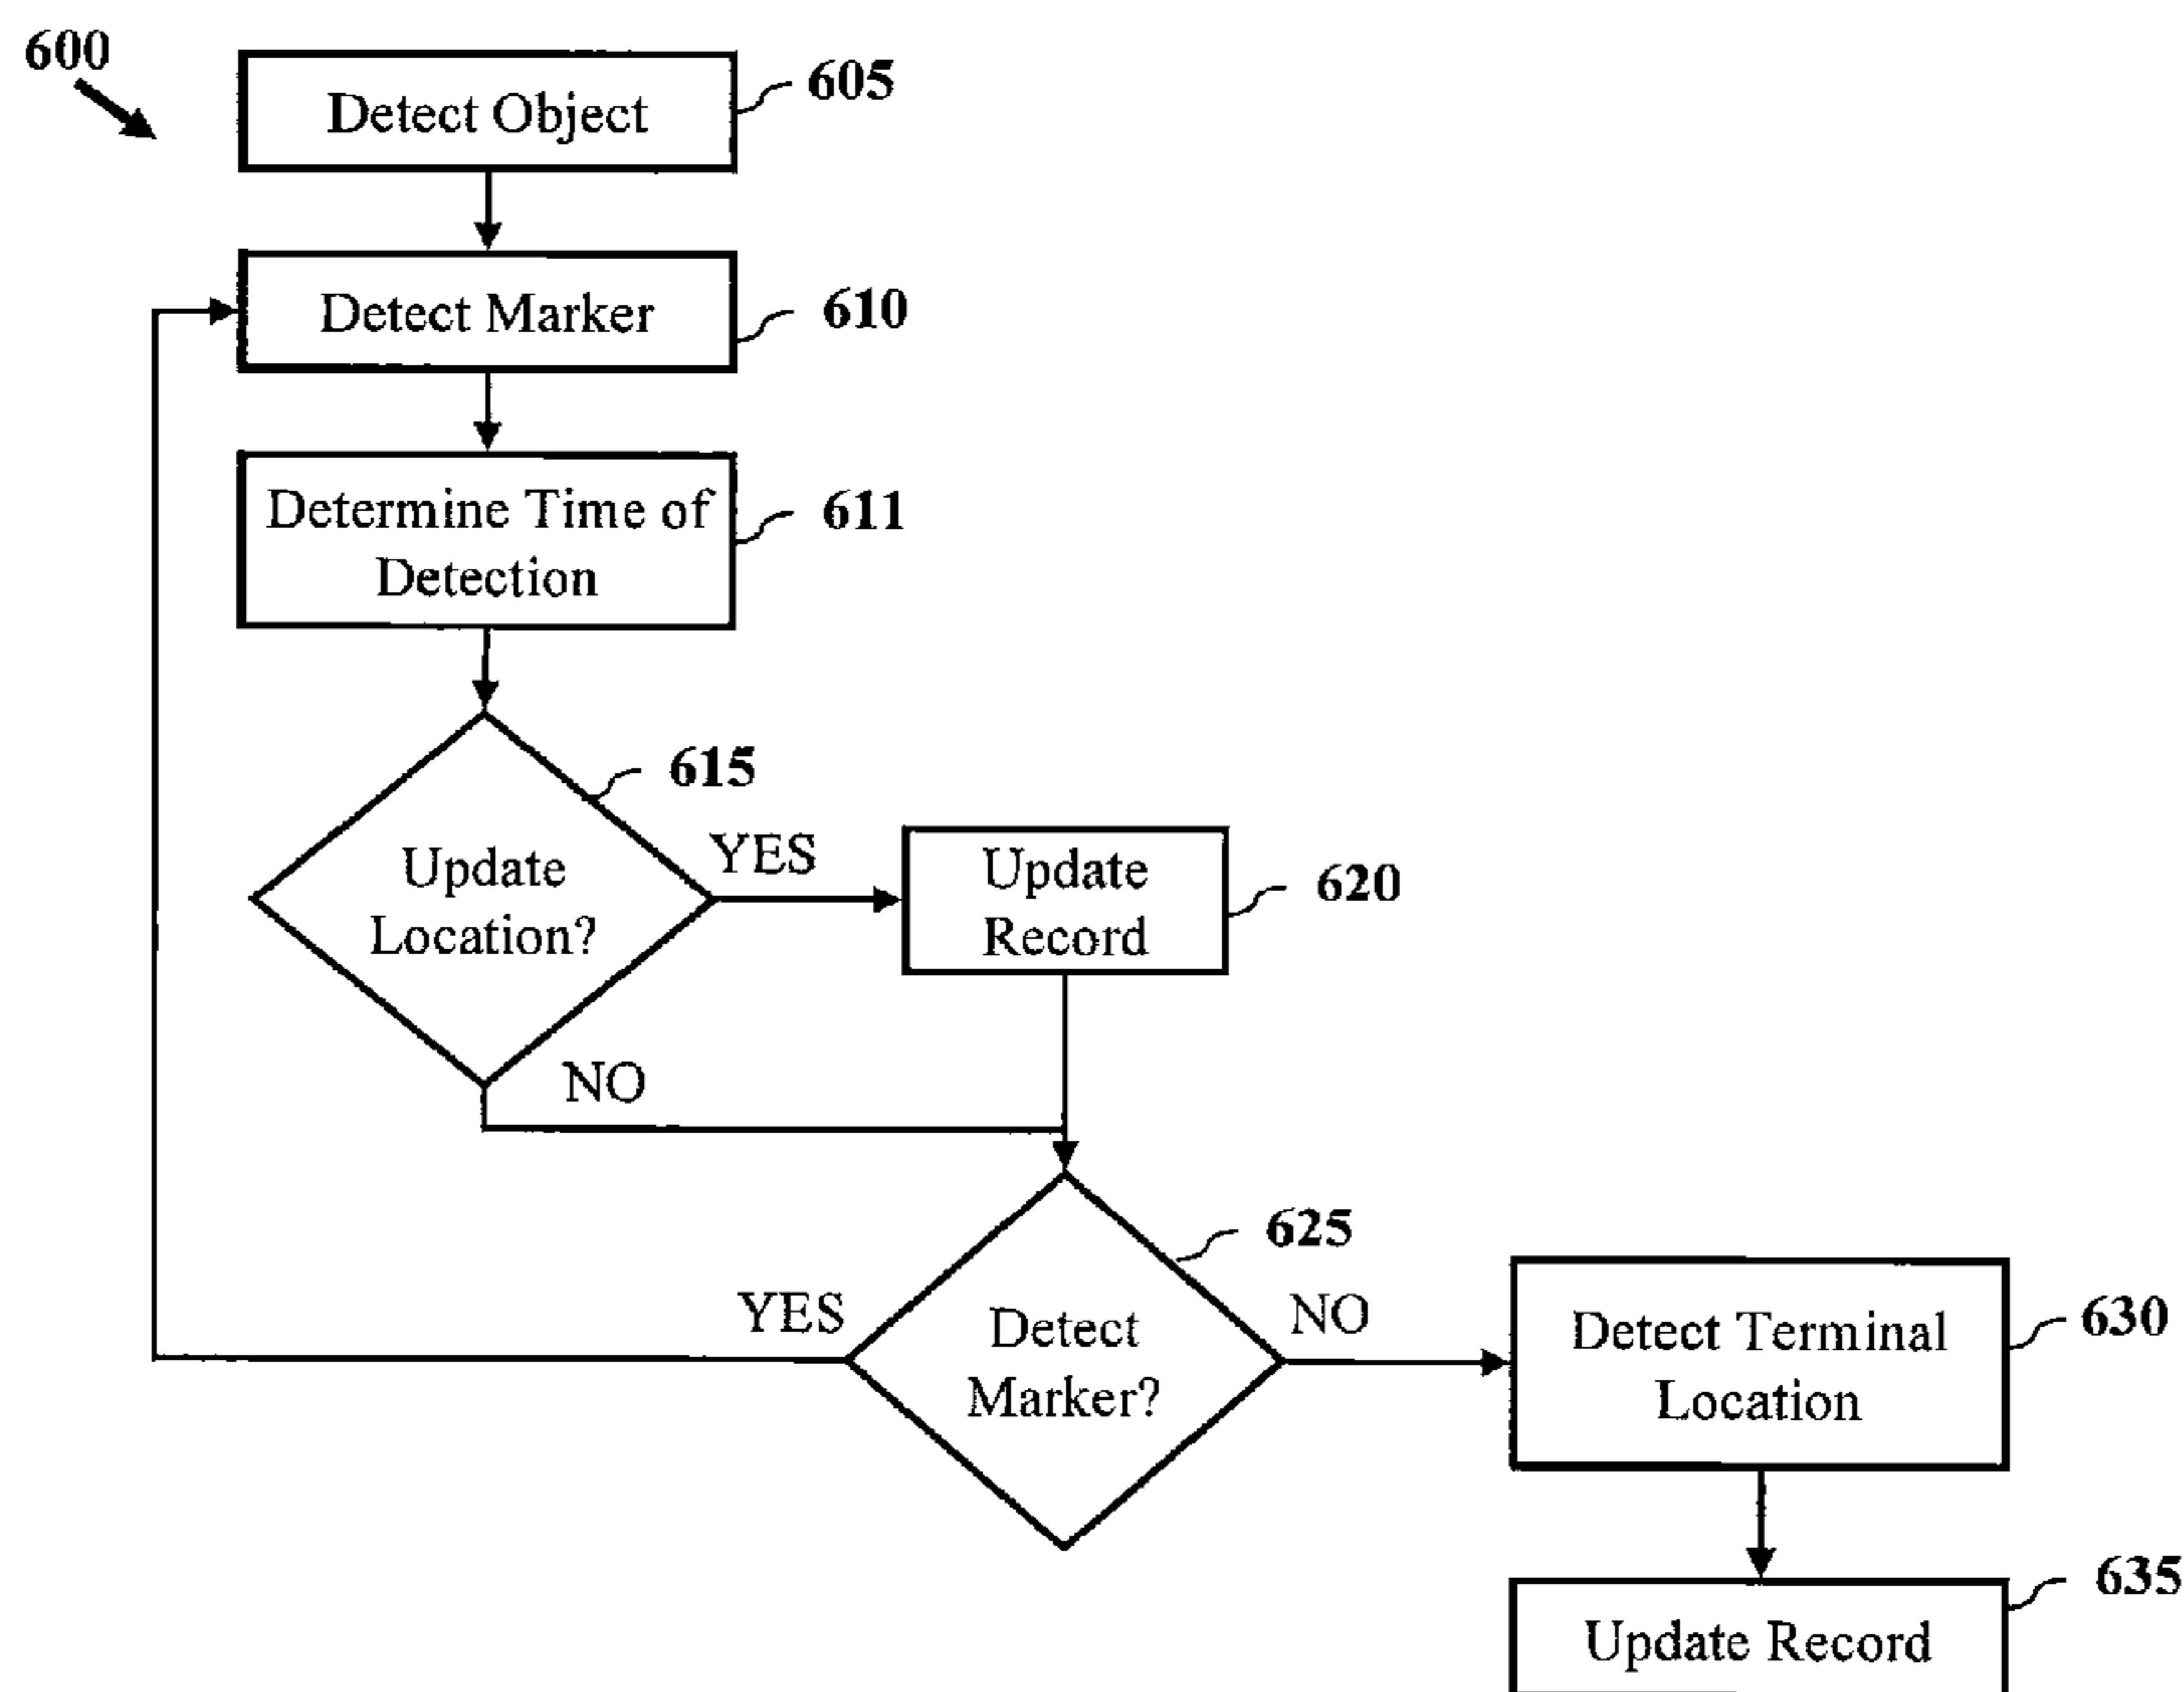 600
Detect Object
605
Detect Marker
610
Determine Time of
Detection
611
615
Update
Location?
YES
Update
Record
620
NO
625
YES
Detect
Marker?
NO
Detect Terminal
Location
630
635
Update Record